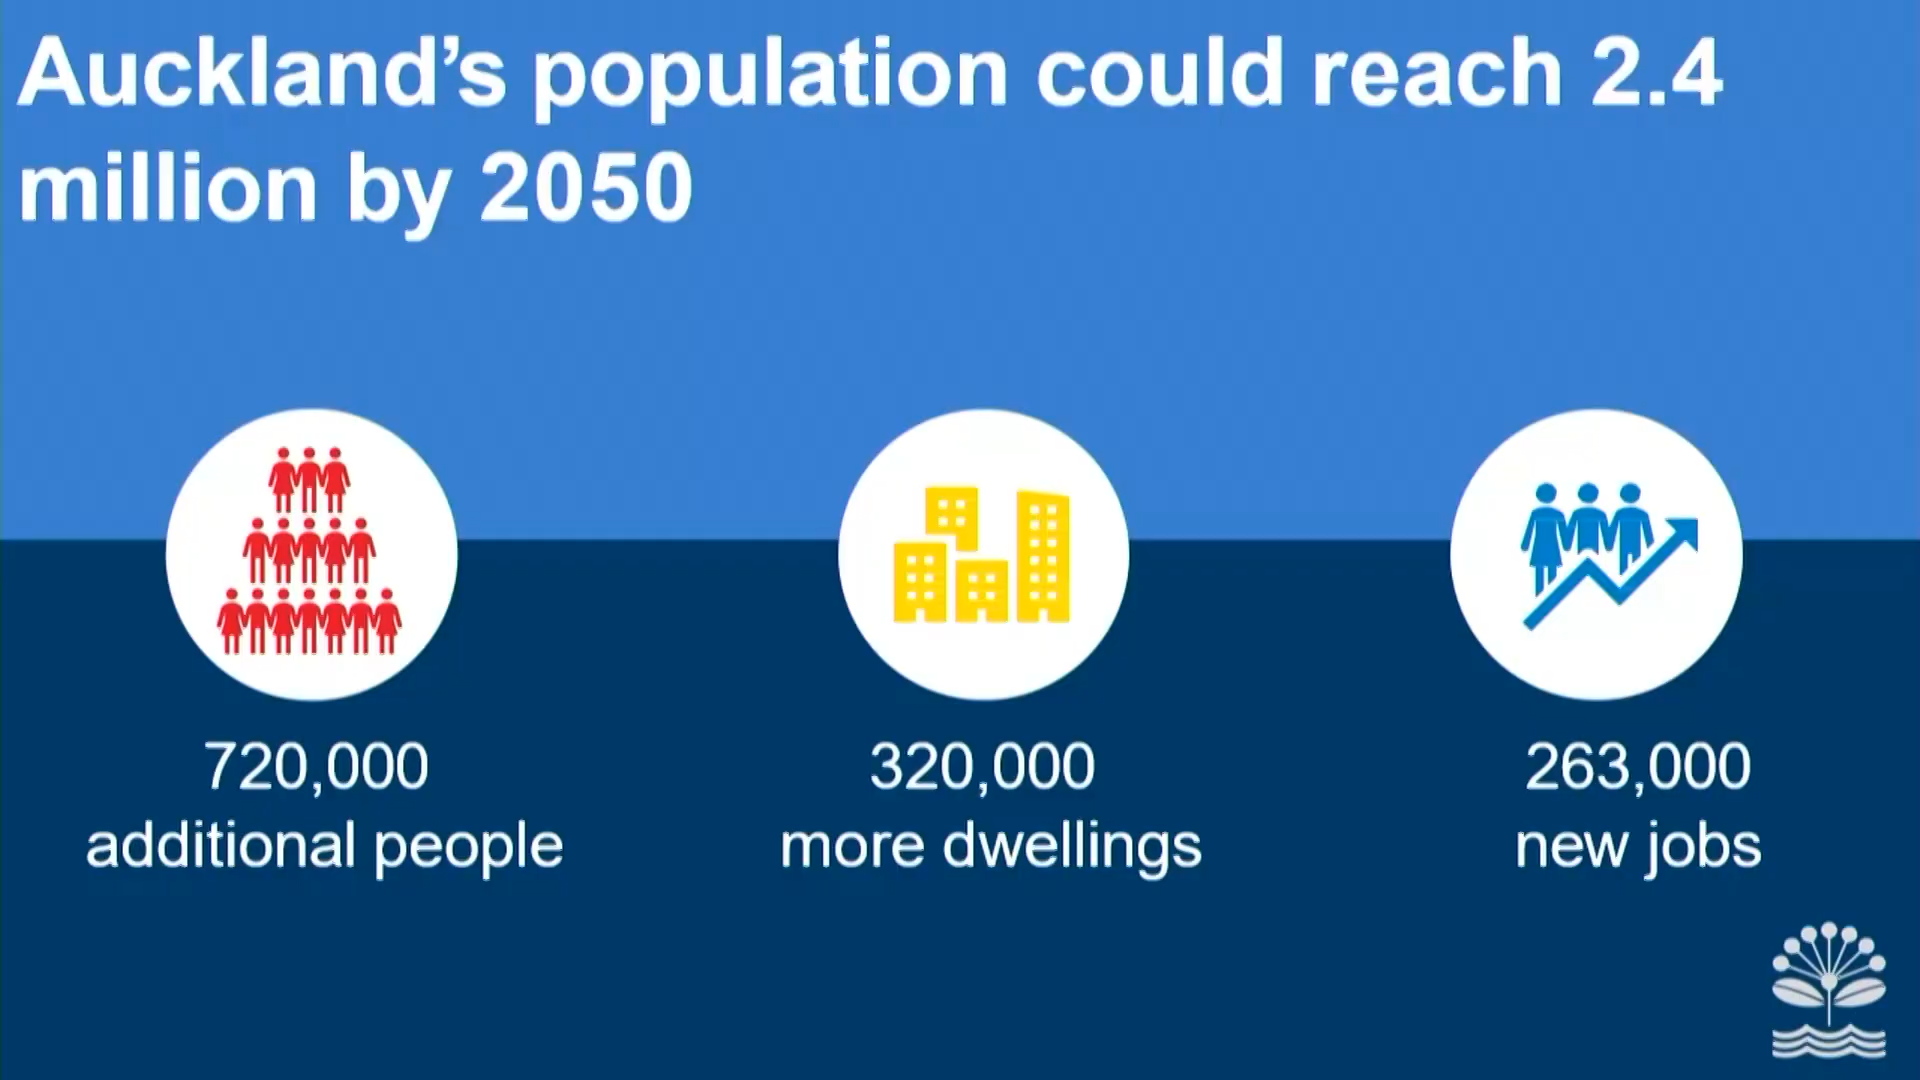 Auckland’s population could reach 2.4
million by 2050
720,000
additional people
320,000
more dwellings
263,000
new jobs